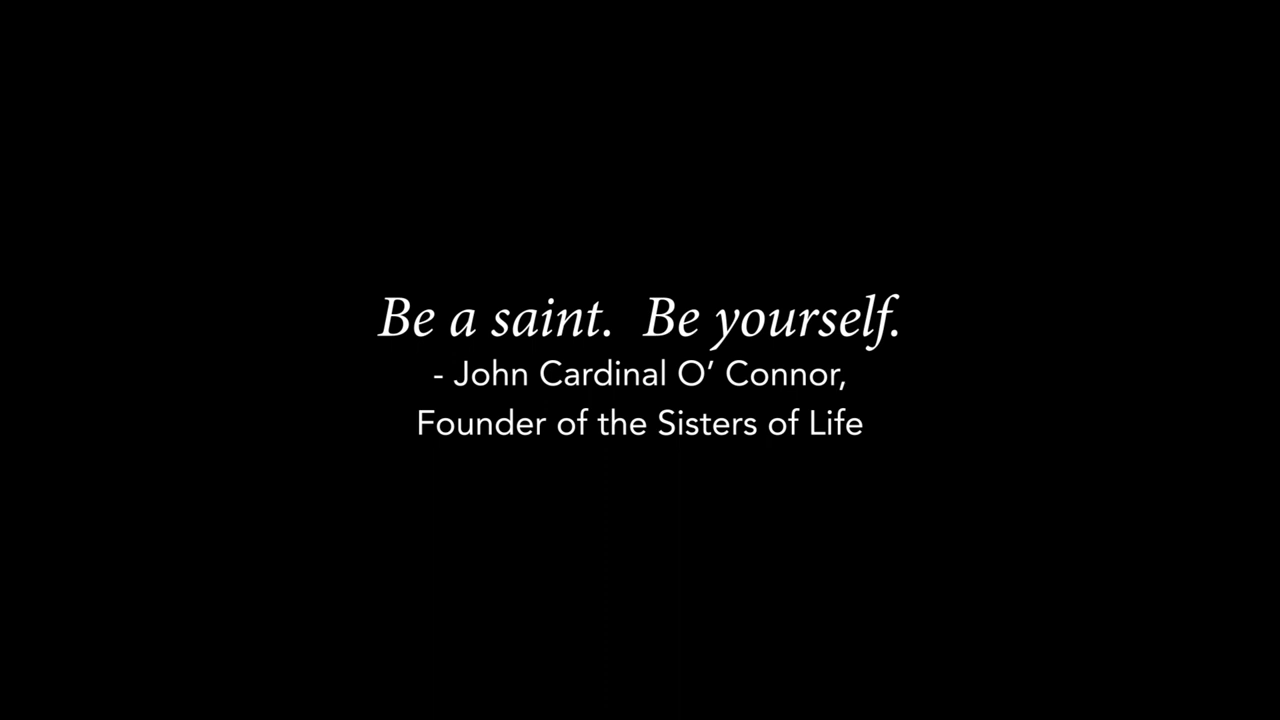 Be a saint.  Be yourself.
- John Cardinal O’ Connor,
Founder of the Sisters of Life